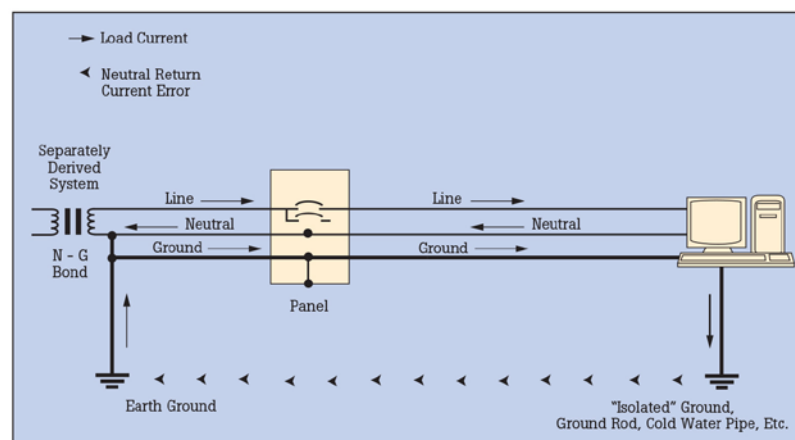 Load Current
Neutral Return
Current Error
Separately
Derived
System
Line
Line
Neutral
Neutral
N - G
Bond
Ground
Ground
Panel
Earth Ground
"Isolated" Ground,
Ground Rod, Cold Water Pipe, Etc.